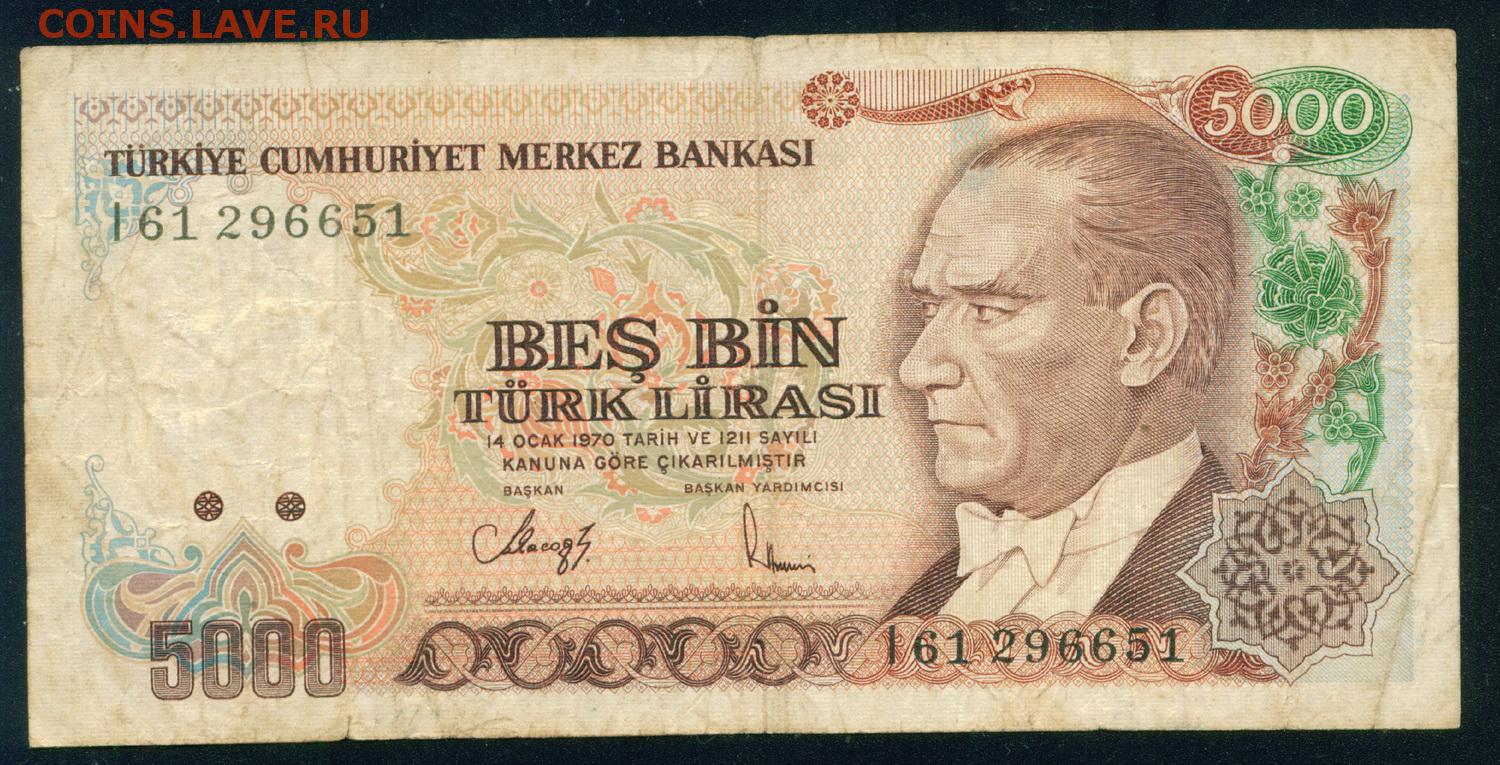 COINS.LAVE.RU
5000
TÜRKİYE CUMHURİYET MERKEZ BANKASI
I61 296651
BEŞ BİN
TÜRK LİRASI
14 OCAK 1970 TARİH VE 1211 SAYILI
KANUNA GÖRE ÇIKARILMIŞTIR
BAŞKAN BAŞKAN YARDIMCISI
5000
I61 296651